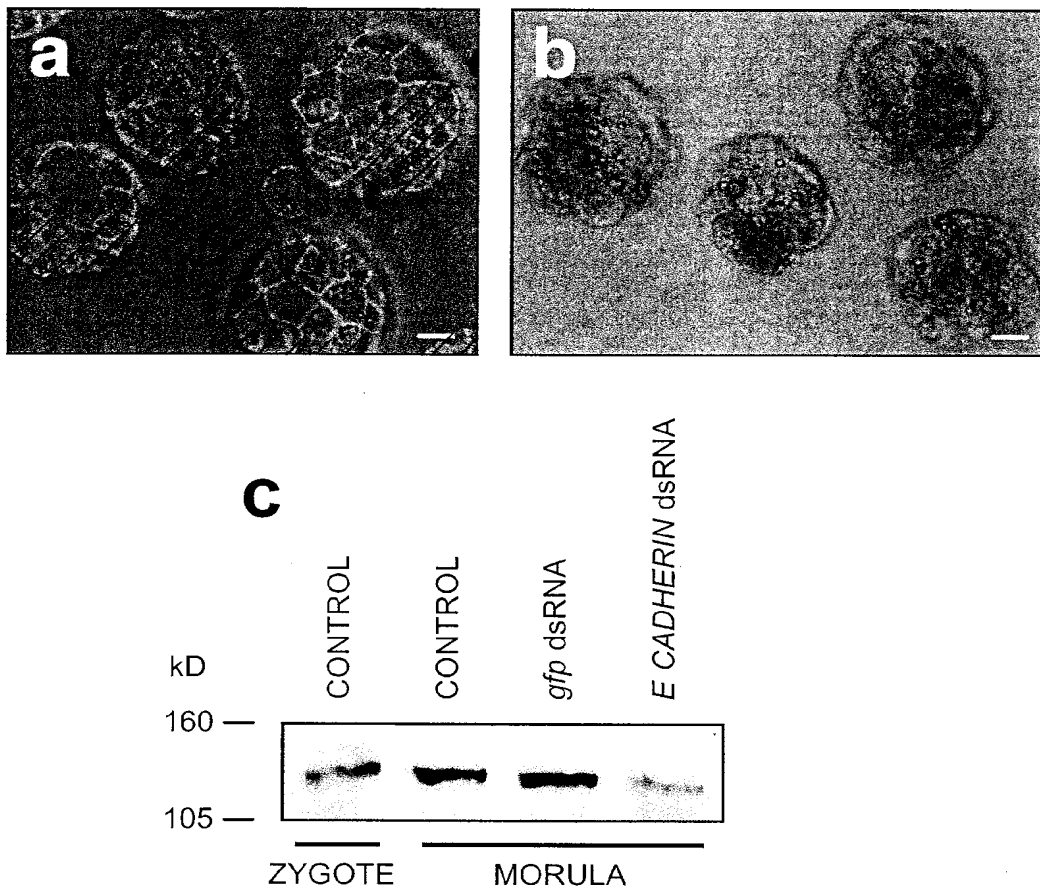 a
b
c
kD
CONTROL
CONTROL
gfp dsRNA
E CADHERIN dsRNA
160
105
ZYGOTE
MORULA